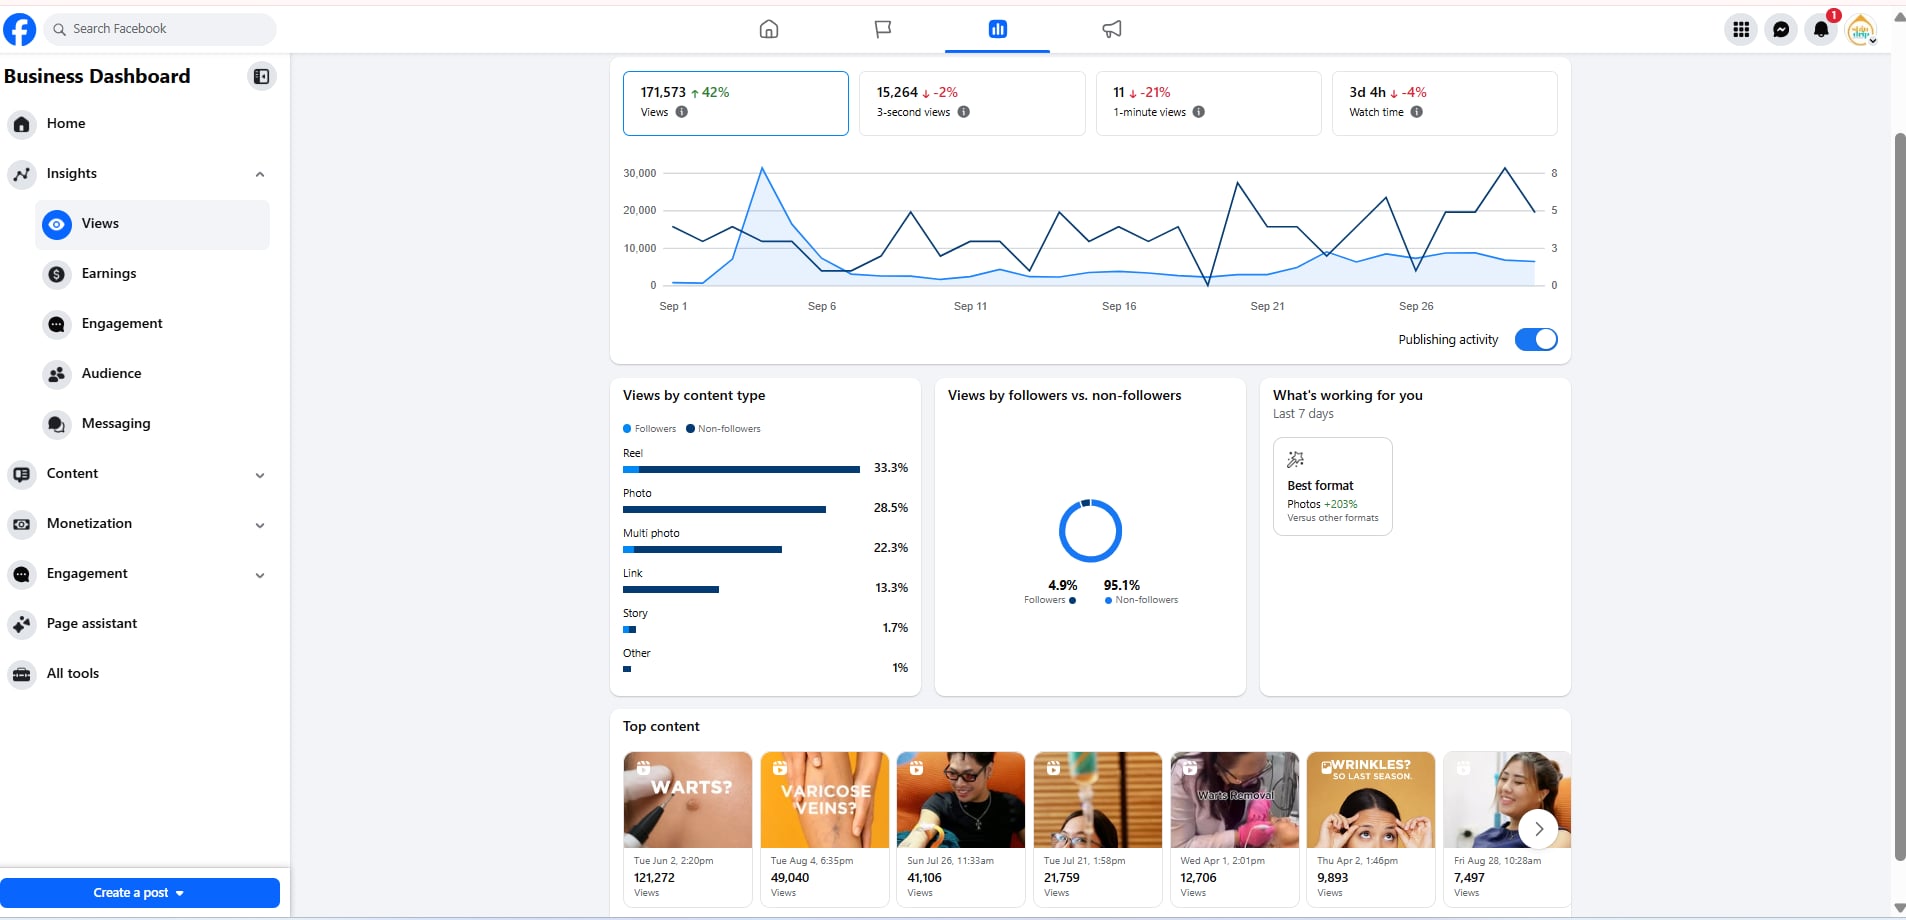 Search Facebook
1
Business Dashboard
Home
Insights
Views
Earnings
Engagement
Audience
Messaging
Content
Monetization
Engagement
Page assistant
All tools
Create a post
171,573 ↑ 42%
Views
15,264 ↓ -2%
3-second views
11 ↓ -21%
1-minute views
3d 4h ↓ -4%
Watch time
30,000 8
20,000 5
10,000 3
0 0
Sep 1 Sep 6 Sep 11 Sep 16 Sep 21 Sep 26
Publishing activity
Views by content type
Followers Non-followers
Reel
33.3%
Photo
28.5%
Multi photo
22.3%
Link
13.3%
Story
1.7%
Other
1%
Views by followers vs. non-followers
4.9% 95.1%
Followers Non-followers
What's working for you
Last 7 days
Best format
Photos +203%
Versus other formats
Top content
WARTS?
Tue Jun 2, 2:20pm
121,272
Views
VARICOSE
VEINS?
Tue Aug 4, 6:35pm
49,040
Views
Sun Jul 26, 11:33am
41,106
Views
Tue Jul 21, 1:58pm
21,759
Views
Warts Removal
Wed Apr 1, 2:01pm
12,706
Views
WRINKLES?
SO LAST SEASON.
Thu Apr 2, 1:46pm
9,893
Views
Fri Aug 28, 10:28am
7,497
Views